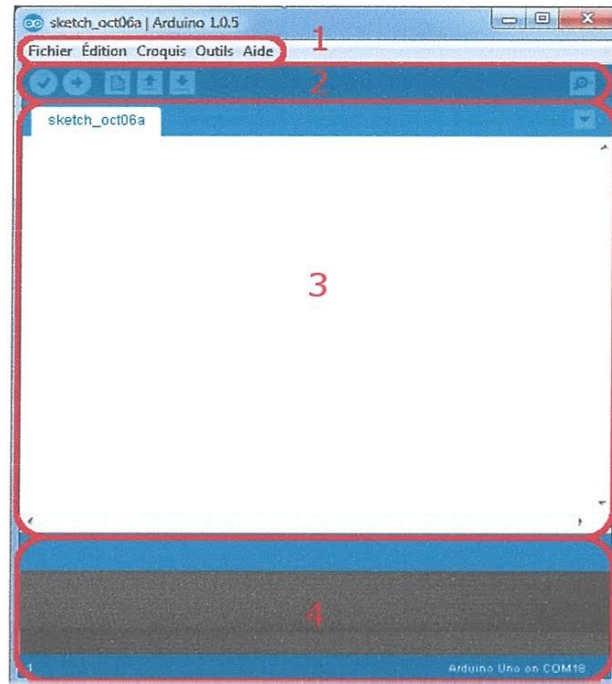 sketch_oct06a | Arduino 1.0.5
1
Fichier Édition Croquis Outils Aide
2
sketch_oct06a
3
4
1
Arduino Uno on COM18